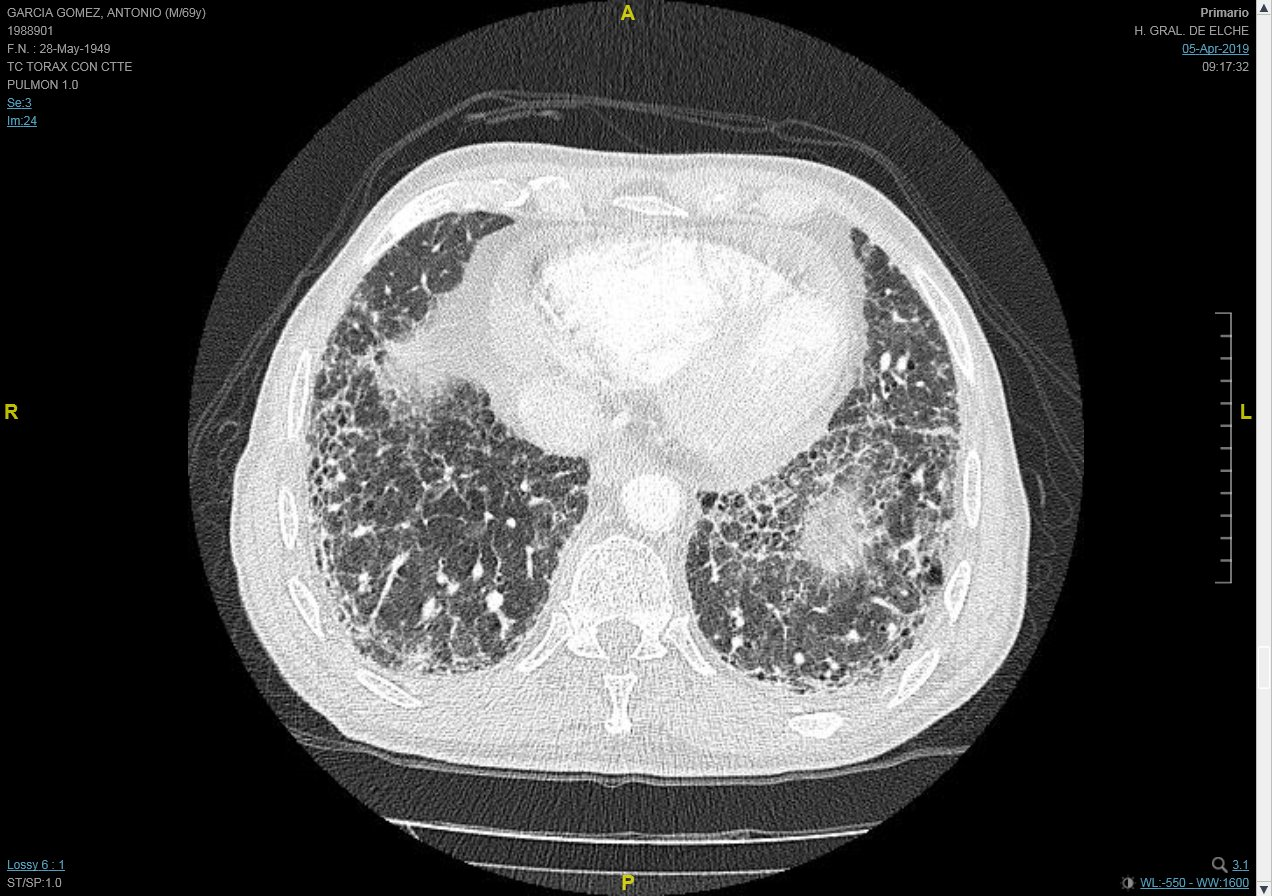 GARCIA GOMEZ, ANTONIO (M/69y)
1988901
F.N. : 28-May-1949
TC TORAX CON CTTE
PULMON 1.0
Se:3
Im:24
A
Primario
H. GRAL. DE ELCHE
05-Apr-2019
09:17:32
R
L
Lossy 6 : 1
ST/SP:1.0
P
3.1
WL:-550 - WW:1600